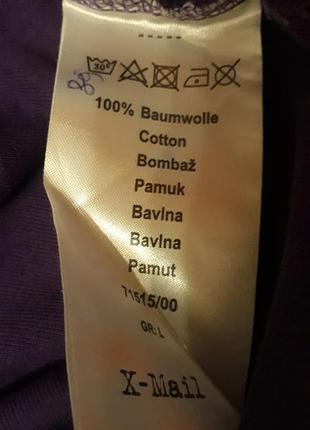 30°
100% Baumwolle
Cotton
Bombaž
Pamuk
Bavlna
Bavlna
Pamut
71515/00
GR:L
X-Mail